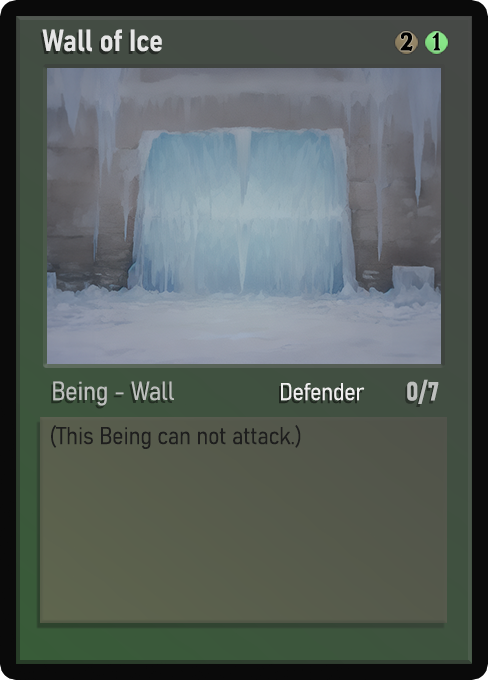 Wall of Ice 2 1
Being - Wall Defender 0/7
(This Being can not attack.)